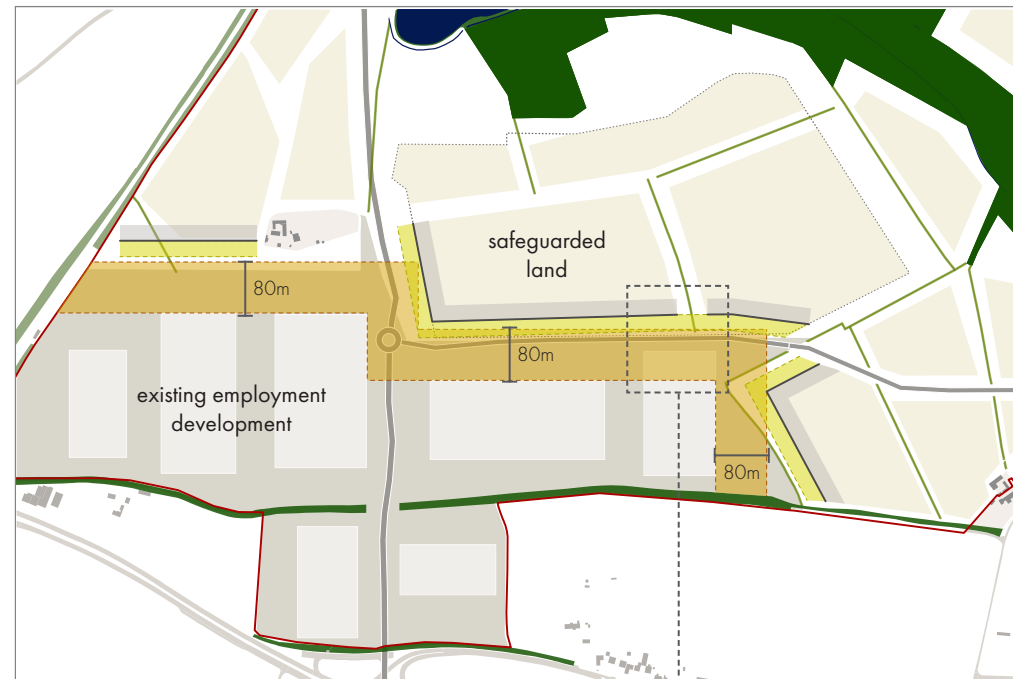 safeguarded
land
80m
80m
existing employment
development
80m